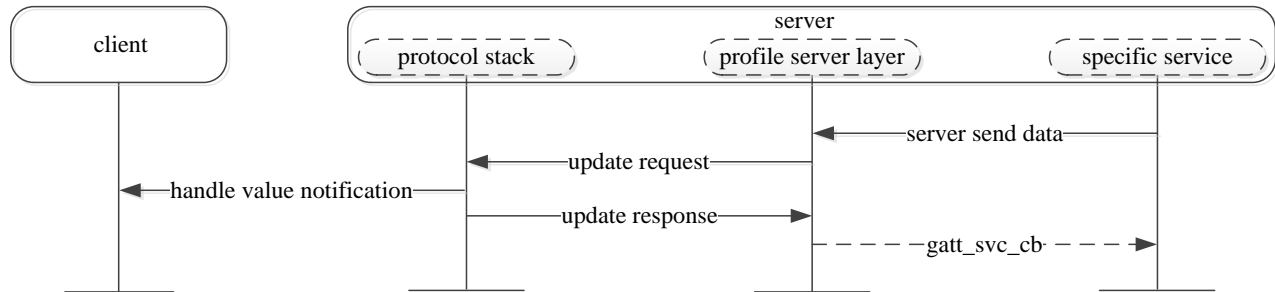 server
client
protocol stack
profile server layer
specific service
server send data
update request
handle value notification
update response
gatt_svc_cb